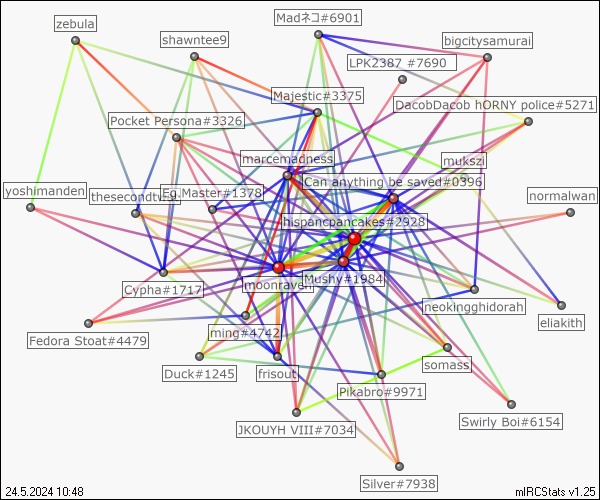 Madネコ#6901
zebula
shawntee9
bigcitysamurai
LPK2387 #7690
Majestic#3375
DacobDacob hORNY police#5271
Pocket Persona#3326
marcemadness
mukszi
Can anything be saved#0396
yoshimanden
Eg.Master#1378
normalwan
hispancpancakes#2928
Mushy#1984
moonraven
Cypha#1717
neokingghidorah
eliakith
ming#4742
Fedora Stoat#4479
somass
Duck#1245
frisout
Pikabro#9971
Swirly Boi#6154
JKOUYH VIII#7034
Silver#7938
24.5.2024 10:48
mIRCStats v1.25